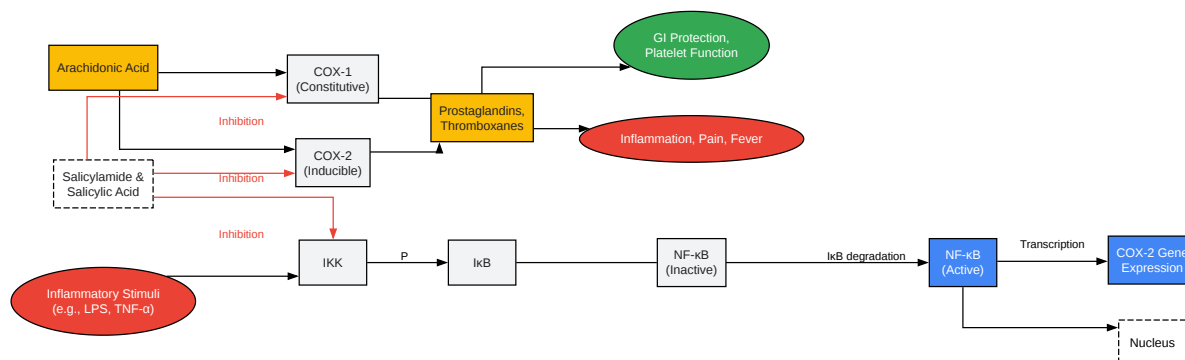 GI Protection,
Platelet Function
Arachidonic Acid
COX-1
(Constitutive)
Prostaglandins,
Thromboxanes
Inhibition
Inflammation, Pain, Fever
COX-2
(Inducible)
Salicylamide &
Salicylic Acid
Inhibition
Inhibition
IKK
P
IκB
NF-κB
(Inactive)
IκB degradation
NF-κB
(Active)
Transcription
COX-2 Gene
Expression
Inflammatory Stimuli
(e.g., LPS, TNF-α)
Nucleus